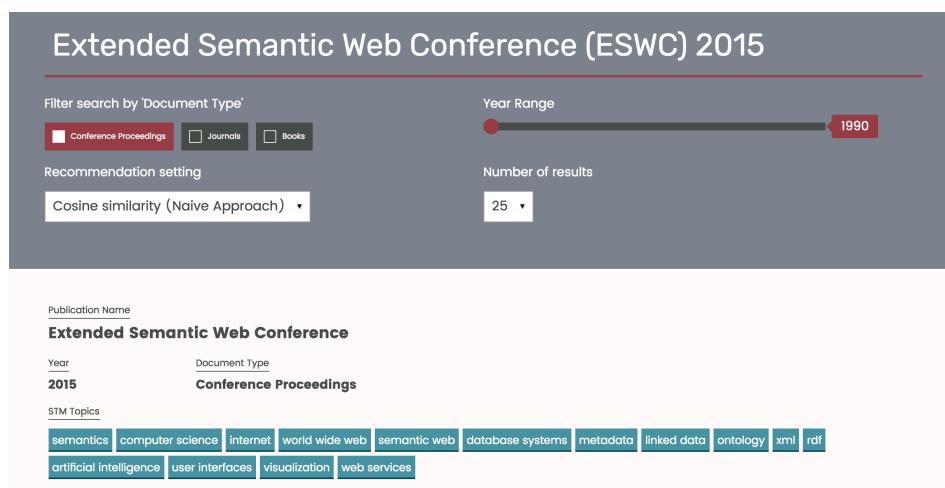 Extended Semantic Web Conference (ESWC) 2015
Filter search by 'Document Type'
Year Range
Conference Proceedings Journals Books
1990
Recommendation setting
Number of results
Cosine similarity (Naive Approach)
25
Publication Name
Extended Semantic Web Conference
Year Document Type
2015 Conference Proceedings
STM Topics
semantics computer science internet world wide web semantic web database systems metadata linked data ontology xml rdf
artificial intelligence user interfaces visualization web services